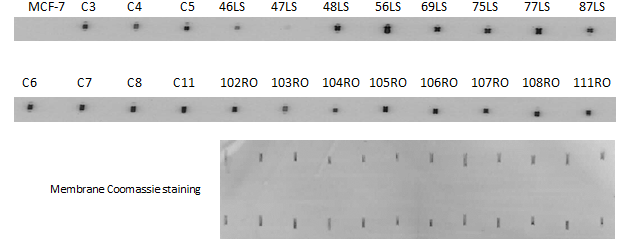 MCF-7 C3 C4 C5 46LS 47LS 48LS 56LS 69LS 75LS 77LS 87LS
C6 C7 C8 C11 102RO 103RO 104RO 105RO 106RO 107RO 108RO 111RO
Membrane Coomassie staining